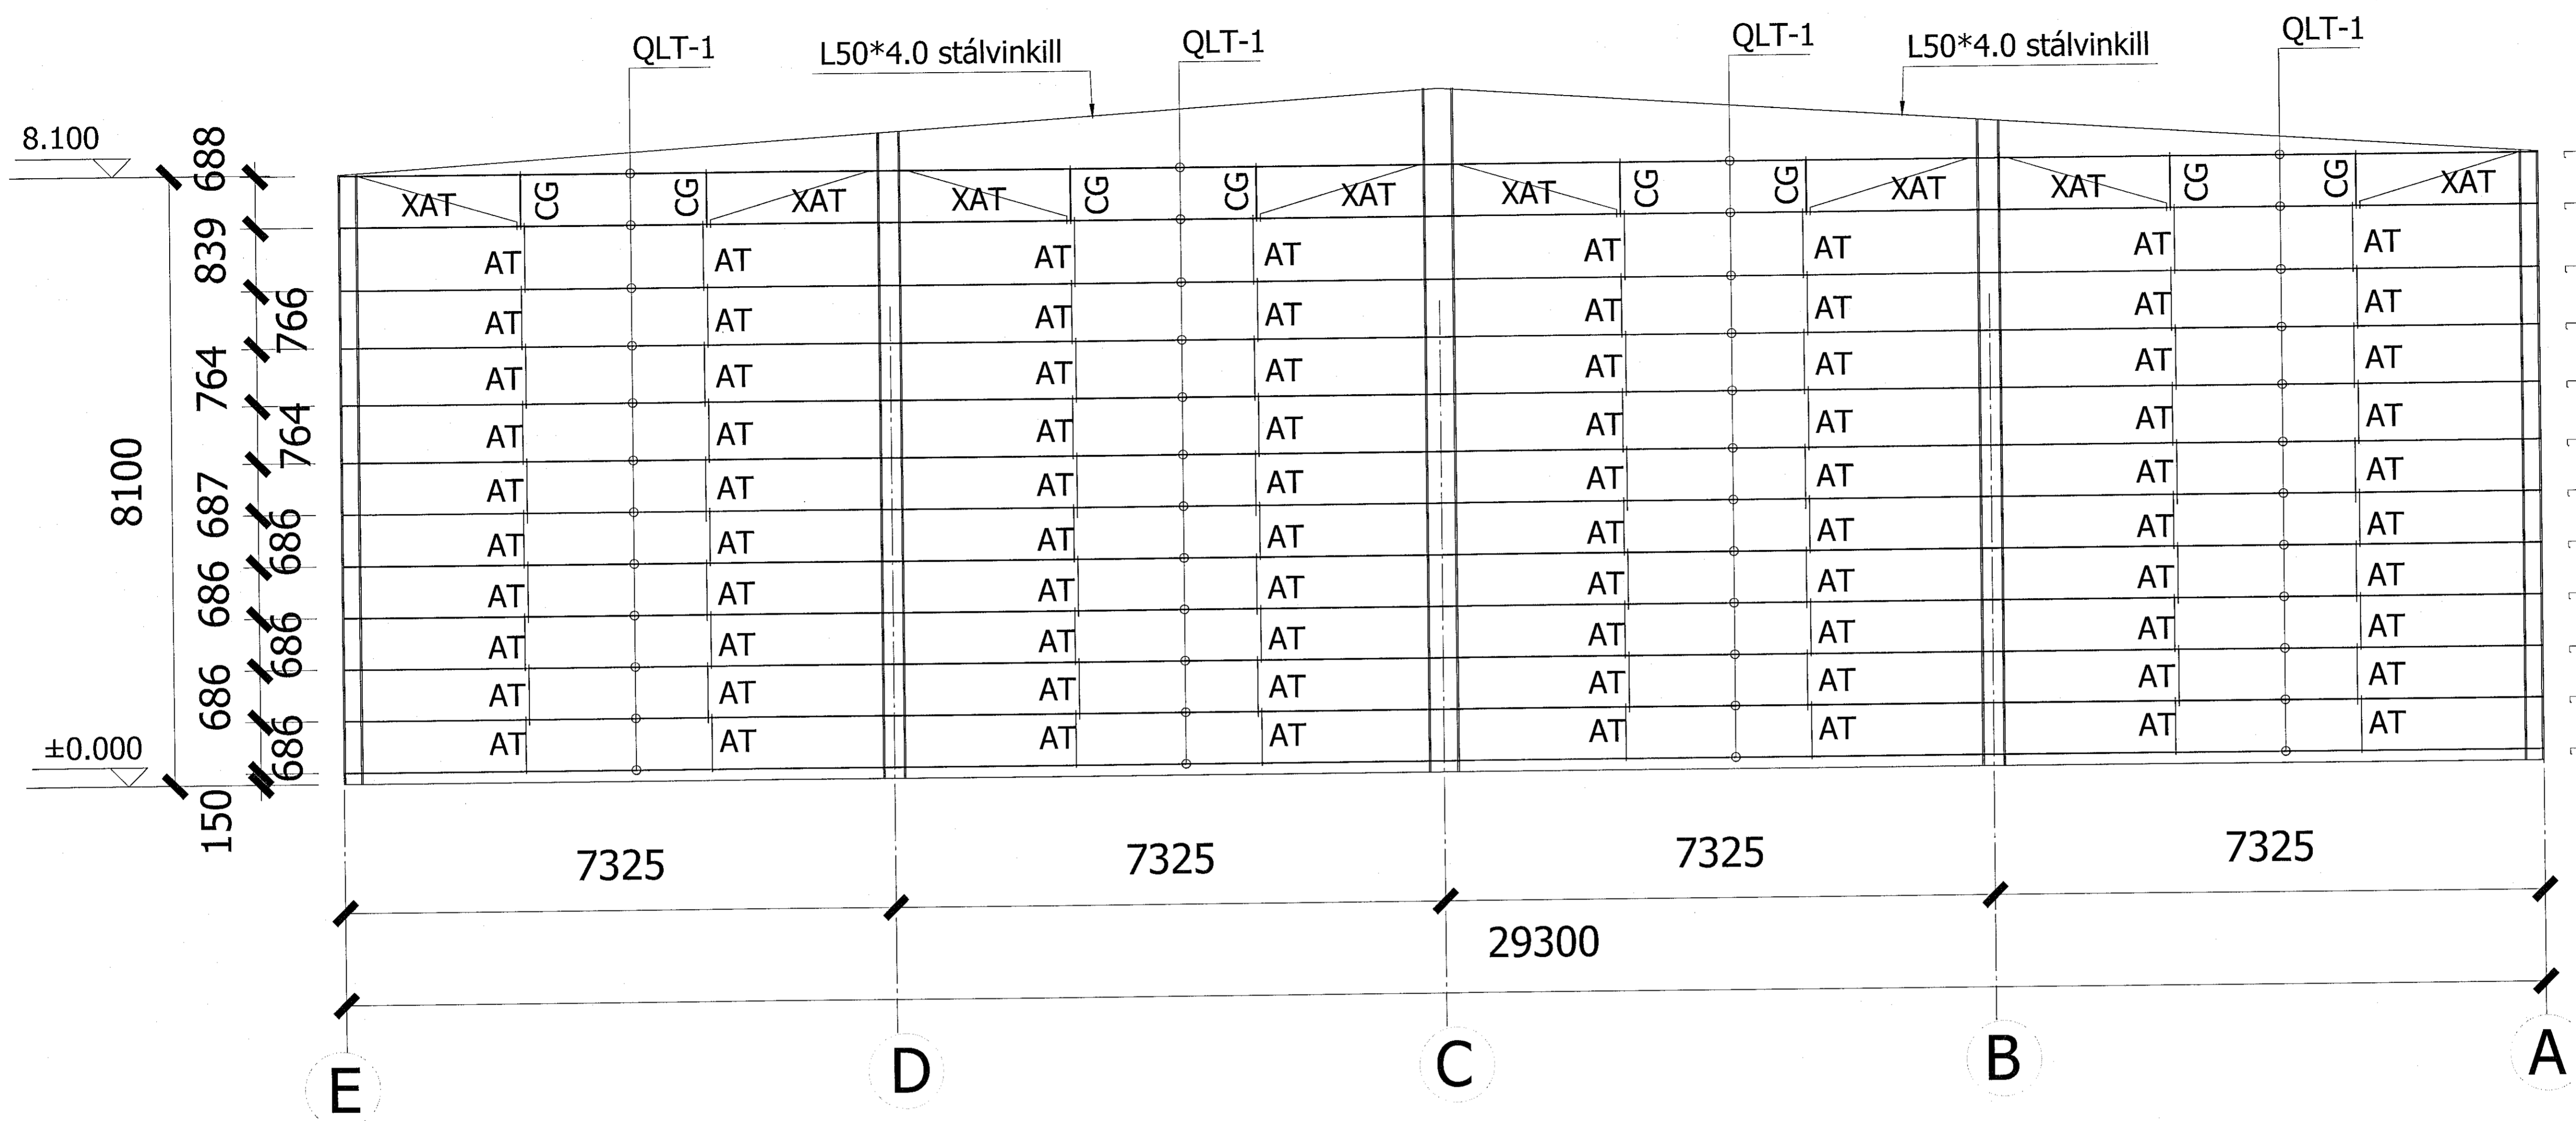 QLT-1 L50*4.0 stálvinkill QLT-1 QLT-1 L50*4.0 stálvinkill QLT-1
8.100
688
XAT CG CG XAT XAT CG CG XAT XAT CG CG XAT XAT CG CG XAT
839
AT AT AT AT AT AT AT AT
766
AT AT AT AT AT AT AT AT
764
AT AT AT AT AT AT AT AT
764
AT AT AT AT AT AT AT AT
8100
687
AT AT AT AT AT AT AT AT
686
AT AT AT AT AT AT AT AT
686
AT AT AT AT AT AT AT AT
686
AT AT AT AT AT AT AT AT
686
AT AT AT AT AT AT AT AT
686
AT AT AT AT AT AT AT AT
±0.000
150
7325 7325 7325 7325
29300
E D C B A